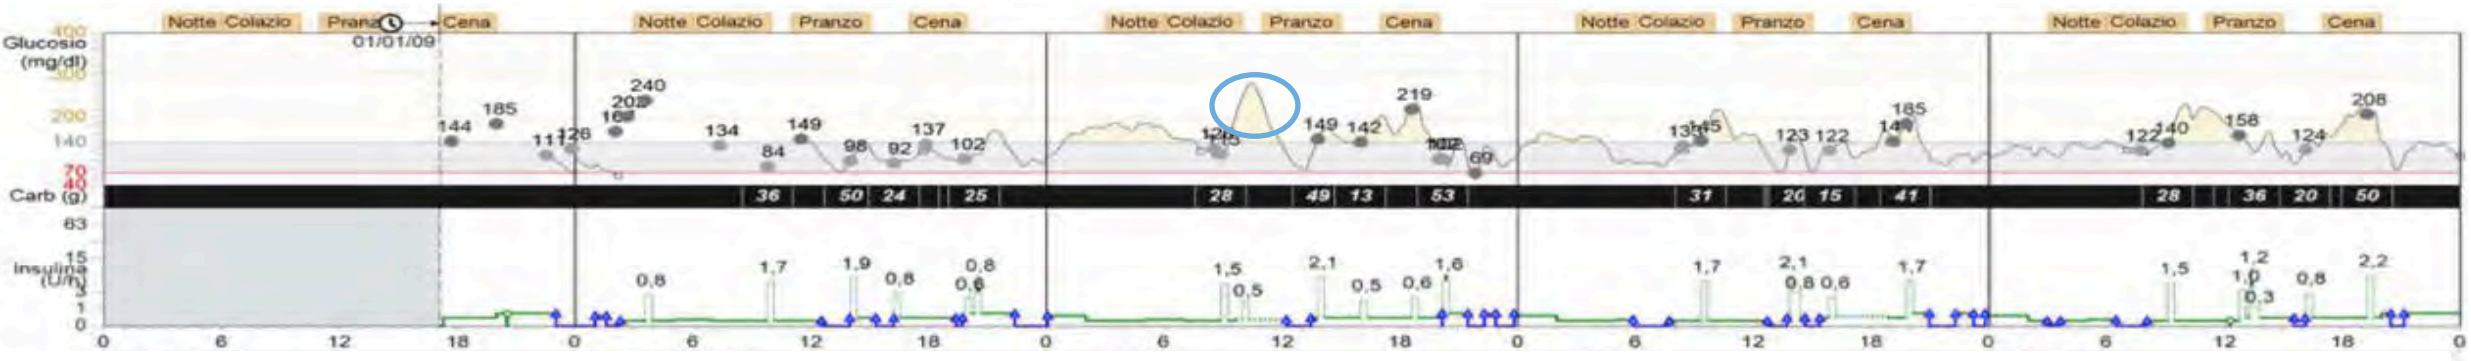 Notte Colazio Pranz Cena Notte Colazio Pranzo Cena Notte Colazio Pranzo Cena Notte Colazio Pranzo Cena Notte Colazio Pranzo Cena
400
Glucosio
(mg/dl)
01/01/09
300
200
140
70
40
144 185 111 126 202 240 134 84 149 98 92 137 102
149 142 219 69
145 123 122 185
122 140 158 124 208
Carb (g) 36 50 24 25 28 49 13 53 31 20 15 41 28 36 20 50
63
15
Insulina
(U/h)
1
0
0,8 1,7 1,9 0,8 0,6 0,8 1,5 0,5 2,1 0,5 0,6 1,6 1,7 2,1 0,8 0,6 1,7 1,5 1,0 1,2 0,3 0,8 2,2
0 6 12 18 0 6 12 18 0 6 12 18 0 6 12 18 0 6 12 18 0